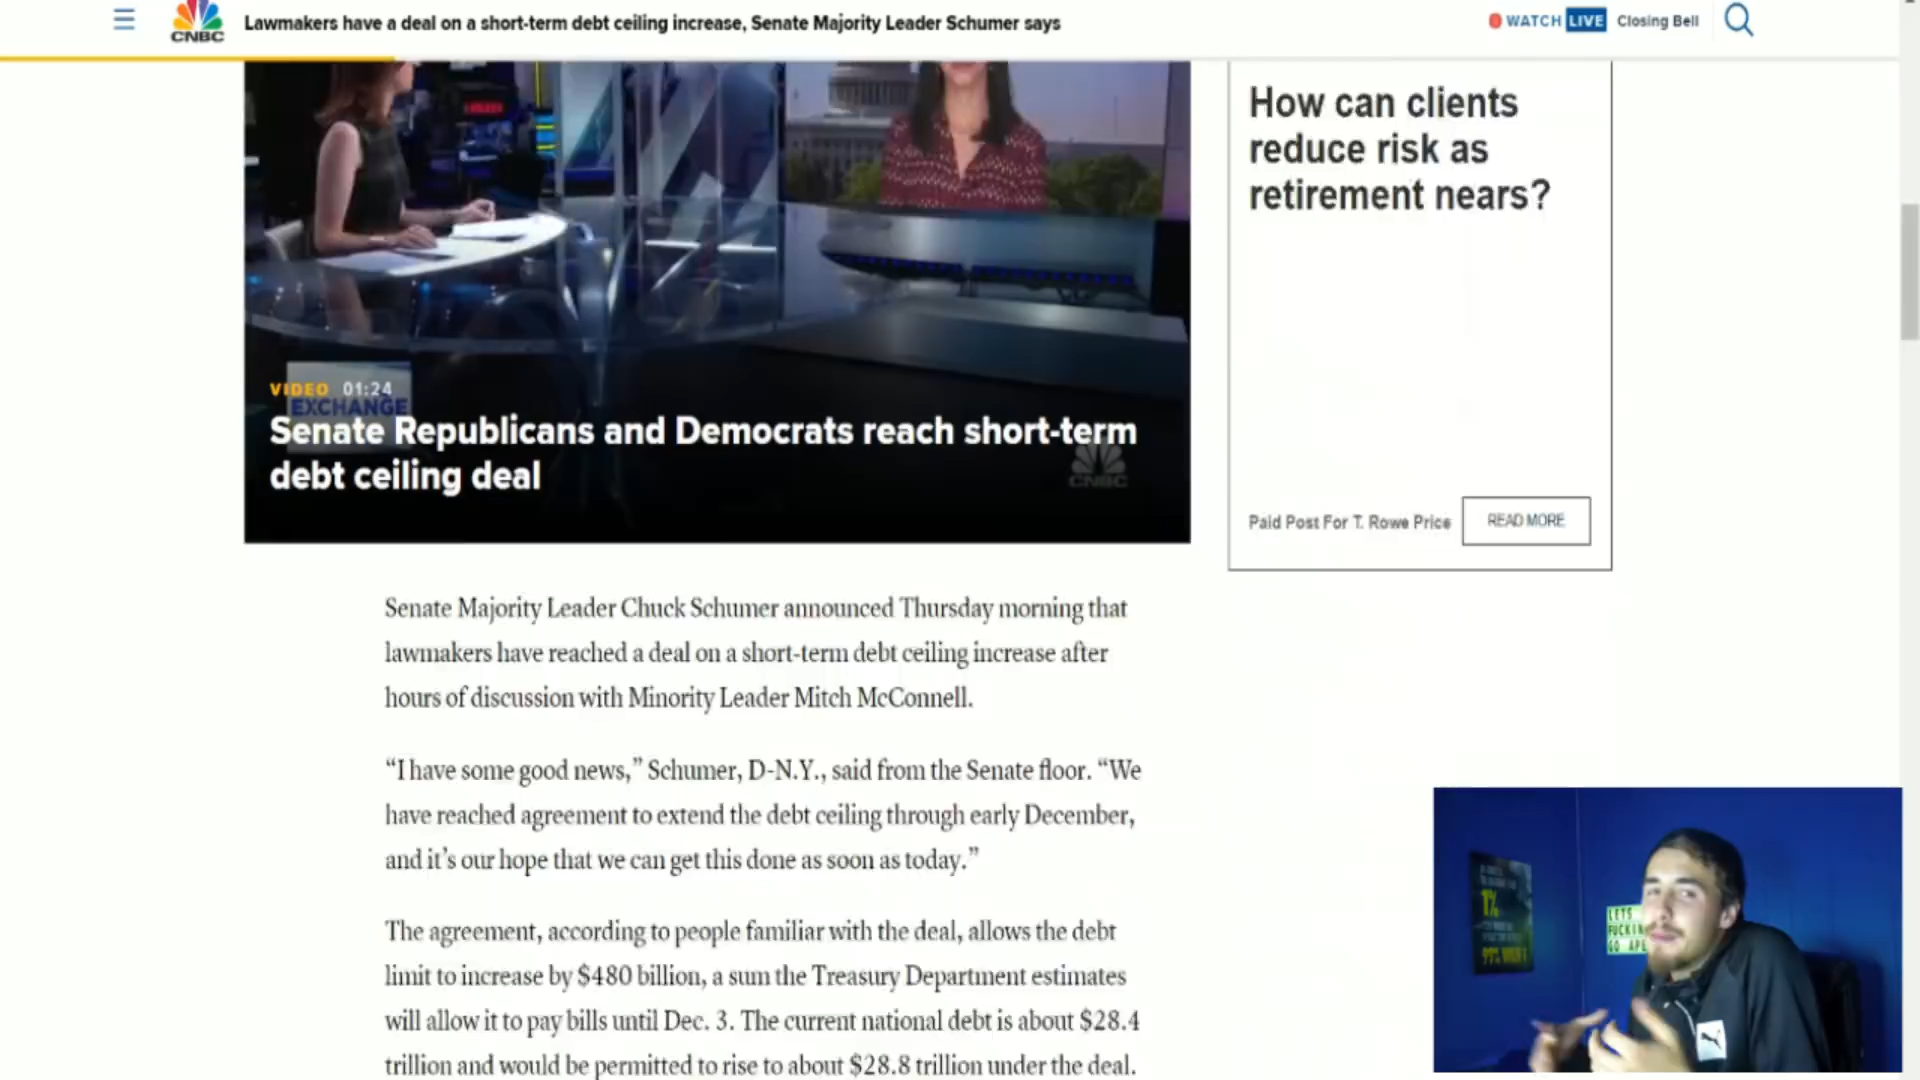 CNBC
Lawmakers have a deal on a short-term debt ceiling increase, Senate Majority Leader Schumer says
WATCH LIVE Closing Bell
How can clients
reduce risk as
retirement nears?
VIDEO 01:24
EXCHANGE
Senate Republicans and Democrats reach short-term
debt ceiling deal
CNBC
Paid Post For T. Rowe Price
READ MORE
Senate Majority Leader Chuck Schumer announced Thursday morning that
lawmakers have reached a deal on a short-term debt ceiling increase after
hours of discussion with Minority Leader Mitch McConnell.
“I have some good news,” Schumer, D-N.Y., said from the Senate floor. “We
have reached agreement to extend the debt ceiling through early December,
and it’s our hope that we can get this done as soon as today.”
The agreement, according to people familiar with the deal, allows the debt
limit to increase by $480 billion, a sum the Treasury Department estimates
will allow it to pay bills until Dec. 3. The current national debt is about $28.4
trillion and would be permitted to rise to about $28.8 trillion under the deal.
1%
LETS
FUCKIN
GO APE